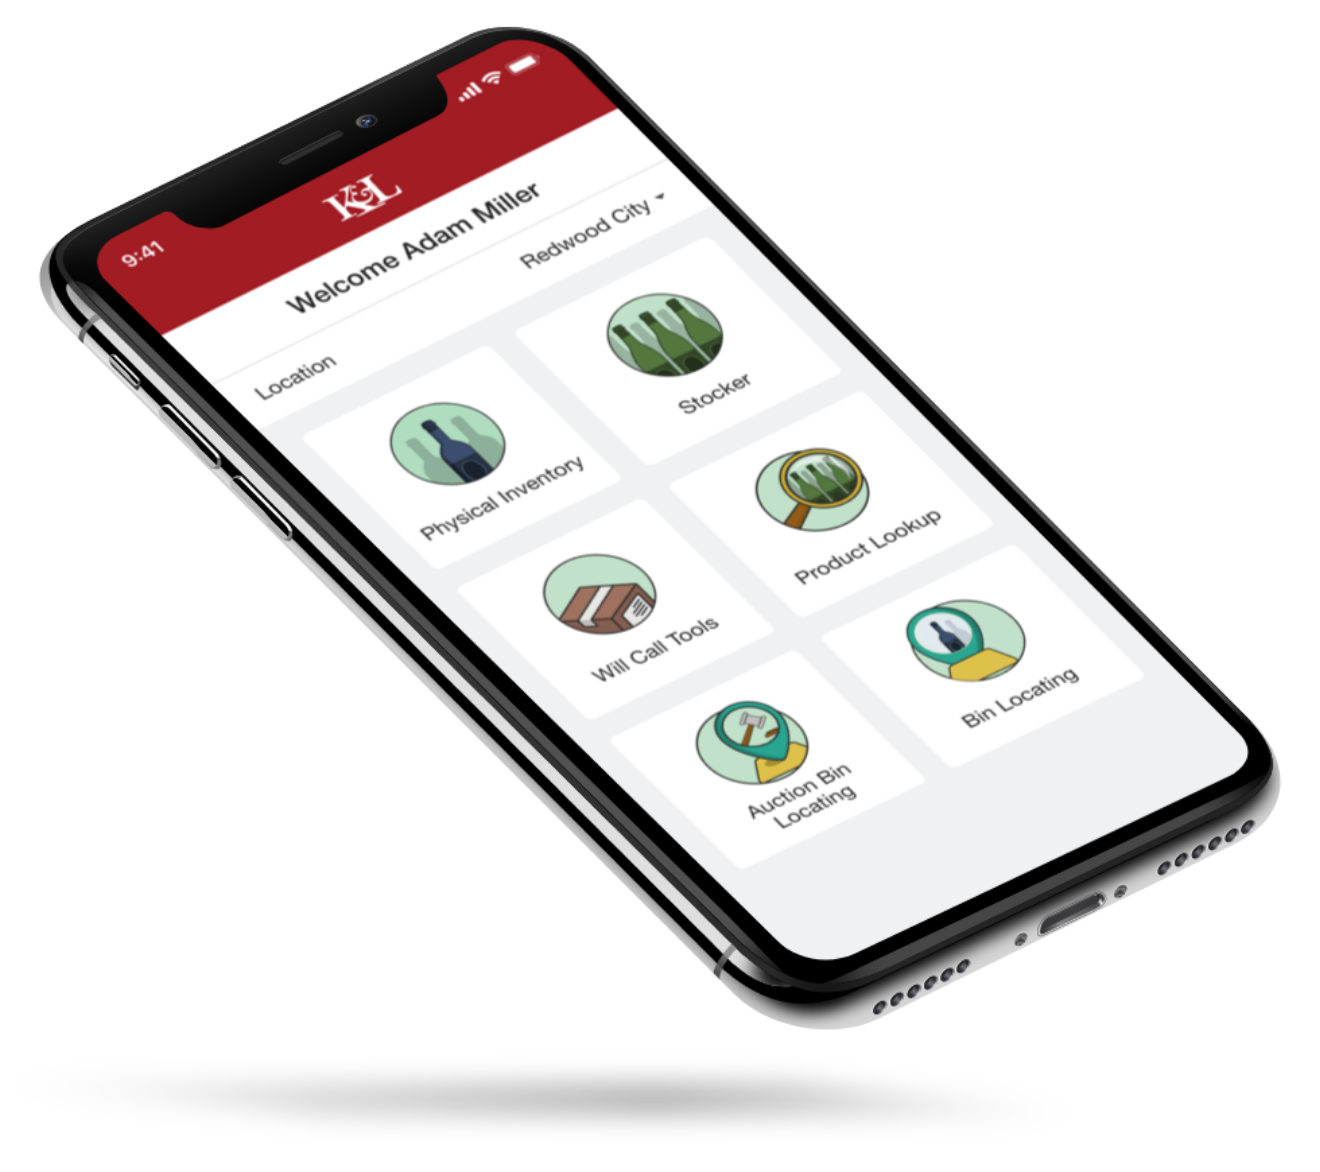 9:41
K&L
Welcome Adam Miller
Location
Redwood City
Physical Inventory
Stocker
Will Call Tools
Product Lookup
Auction Bin
Locating
Bin Locating